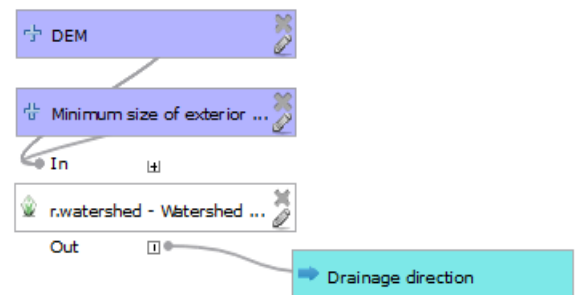 DEM
Minimum size of exterior ...
In
r.watershed - Watershed ...
Out
Drainage direction